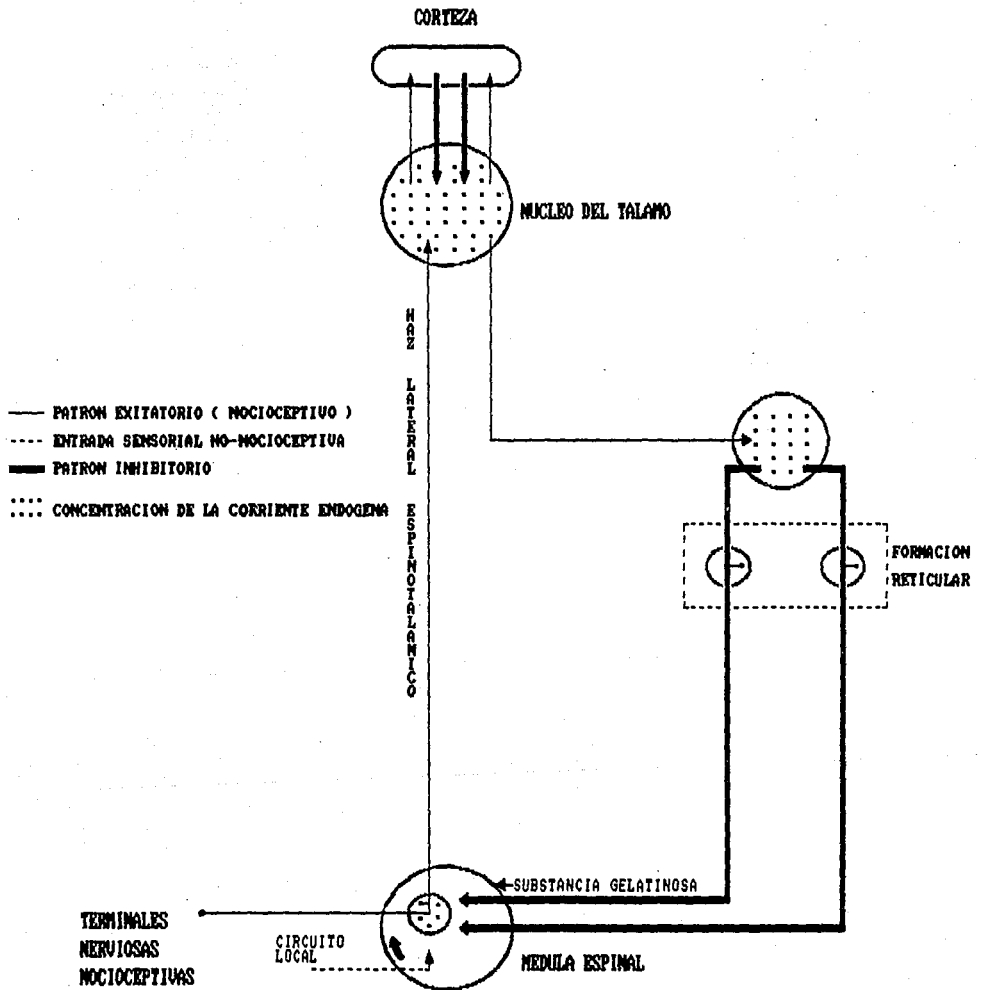 CORTEZA
NUCLEO DEL TALAMO
HAZ LATERAL ESPINOTALAMICO
PATRON EXITATORIO ( NOCIOCEPTIVO )
ENTRADA SENSORIAL NO-NOCIOCEPTIVA
PATRON INHIBITORIO
CONCENTRACION DE LA CORRIENTE ENDOGENA
FORMACION
RETICULAR
SUBSTANCIA GELATINOSA
TERMINALES
NERVIOSAS
NOCIOCEPTIVAS
CIRCUITO
LOCAL
MEDULA ESPINAL